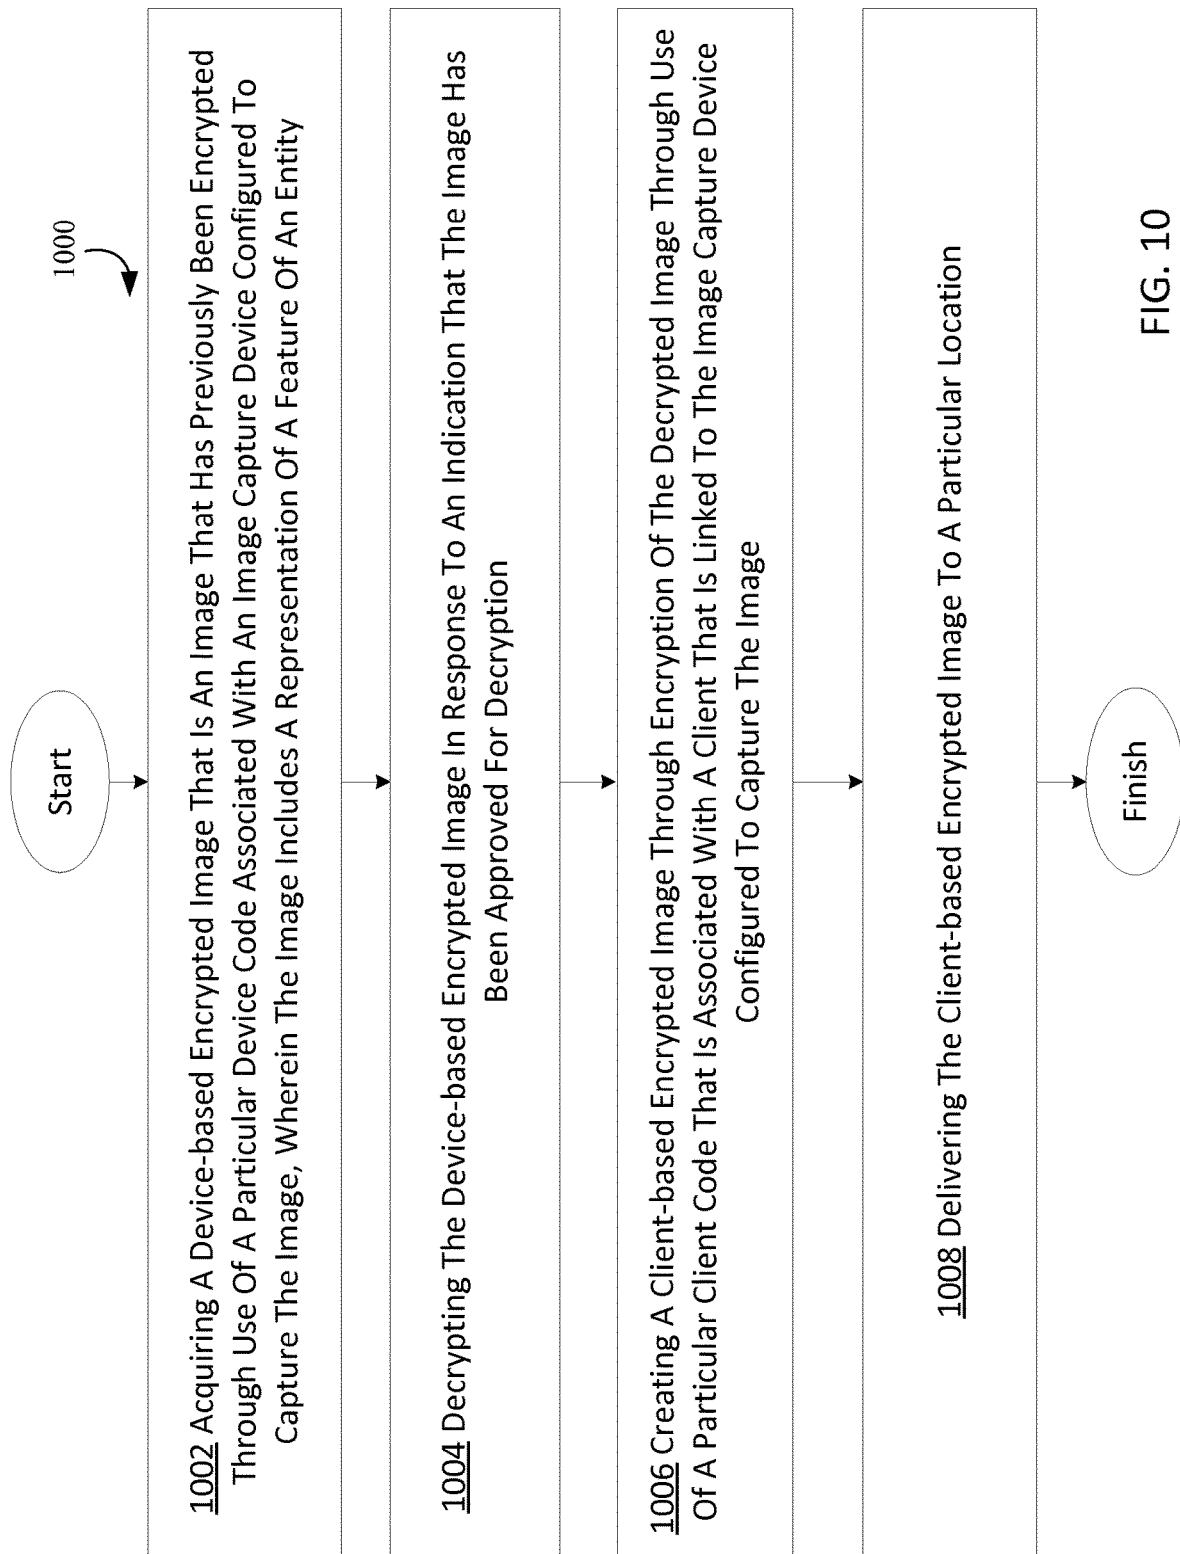 1000
Start
1002 Acquiring A Device-based Encrypted Image That Is An Image That Has Previously Been Encrypted
Through Use Of A Particular Device Code Associated With An Image Capture Device Configured To
Capture The Image, Wherein The Image Includes A Representation Of A Feature Of An Entity
1004 Decrypting The Device-based Encrypted Image In Response To An Indication That The Image Has
Been Approved For Decryption
1006 Creating A Client-based Encrypted Image Through Encryption Of The Decrypted Image Through Use
Of A Particular Client Code That Is Associated With A Client That Is Linked To The Image Capture Device
Configured To Capture The Image
1008 Delivering The Client-based Encrypted Image To A Particular Location
Finish
FIG. 10